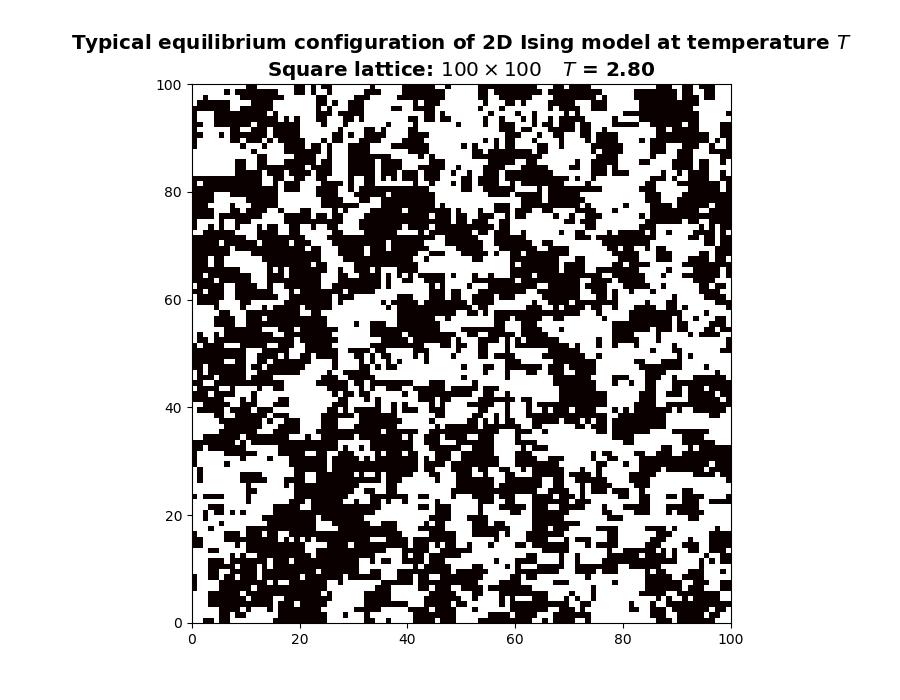 Typical equilibrium configuration of 2D Ising model at temperature T
Square lattice: 100 × 100 T = 2.80
100
80
60
40
20
0
0 20 40 60 80 100